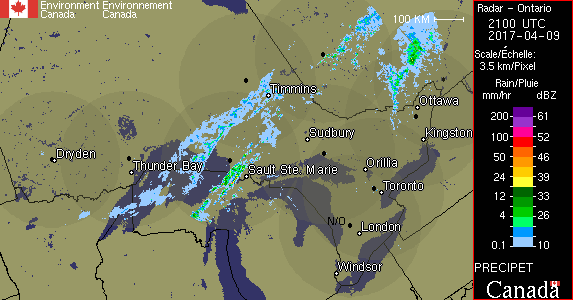 Environment Environnement
Canada Canada
100 KM
Timmins
Ottawa
Sudbury
Kingston
Dryden
Thunder Bay
Sault Ste. Marie
Orillia
Toronto
N/O
London
Windsor
Radar - Ontario
2100 UTC
2017-04-09
Scale/Échelle:
3.5 km/Pixel
Rain/Pluie
mm/hr dBZ
200 61
100 52
50 46
24 39
12 33
4 26
0.1 10
PRECIPET
Canada